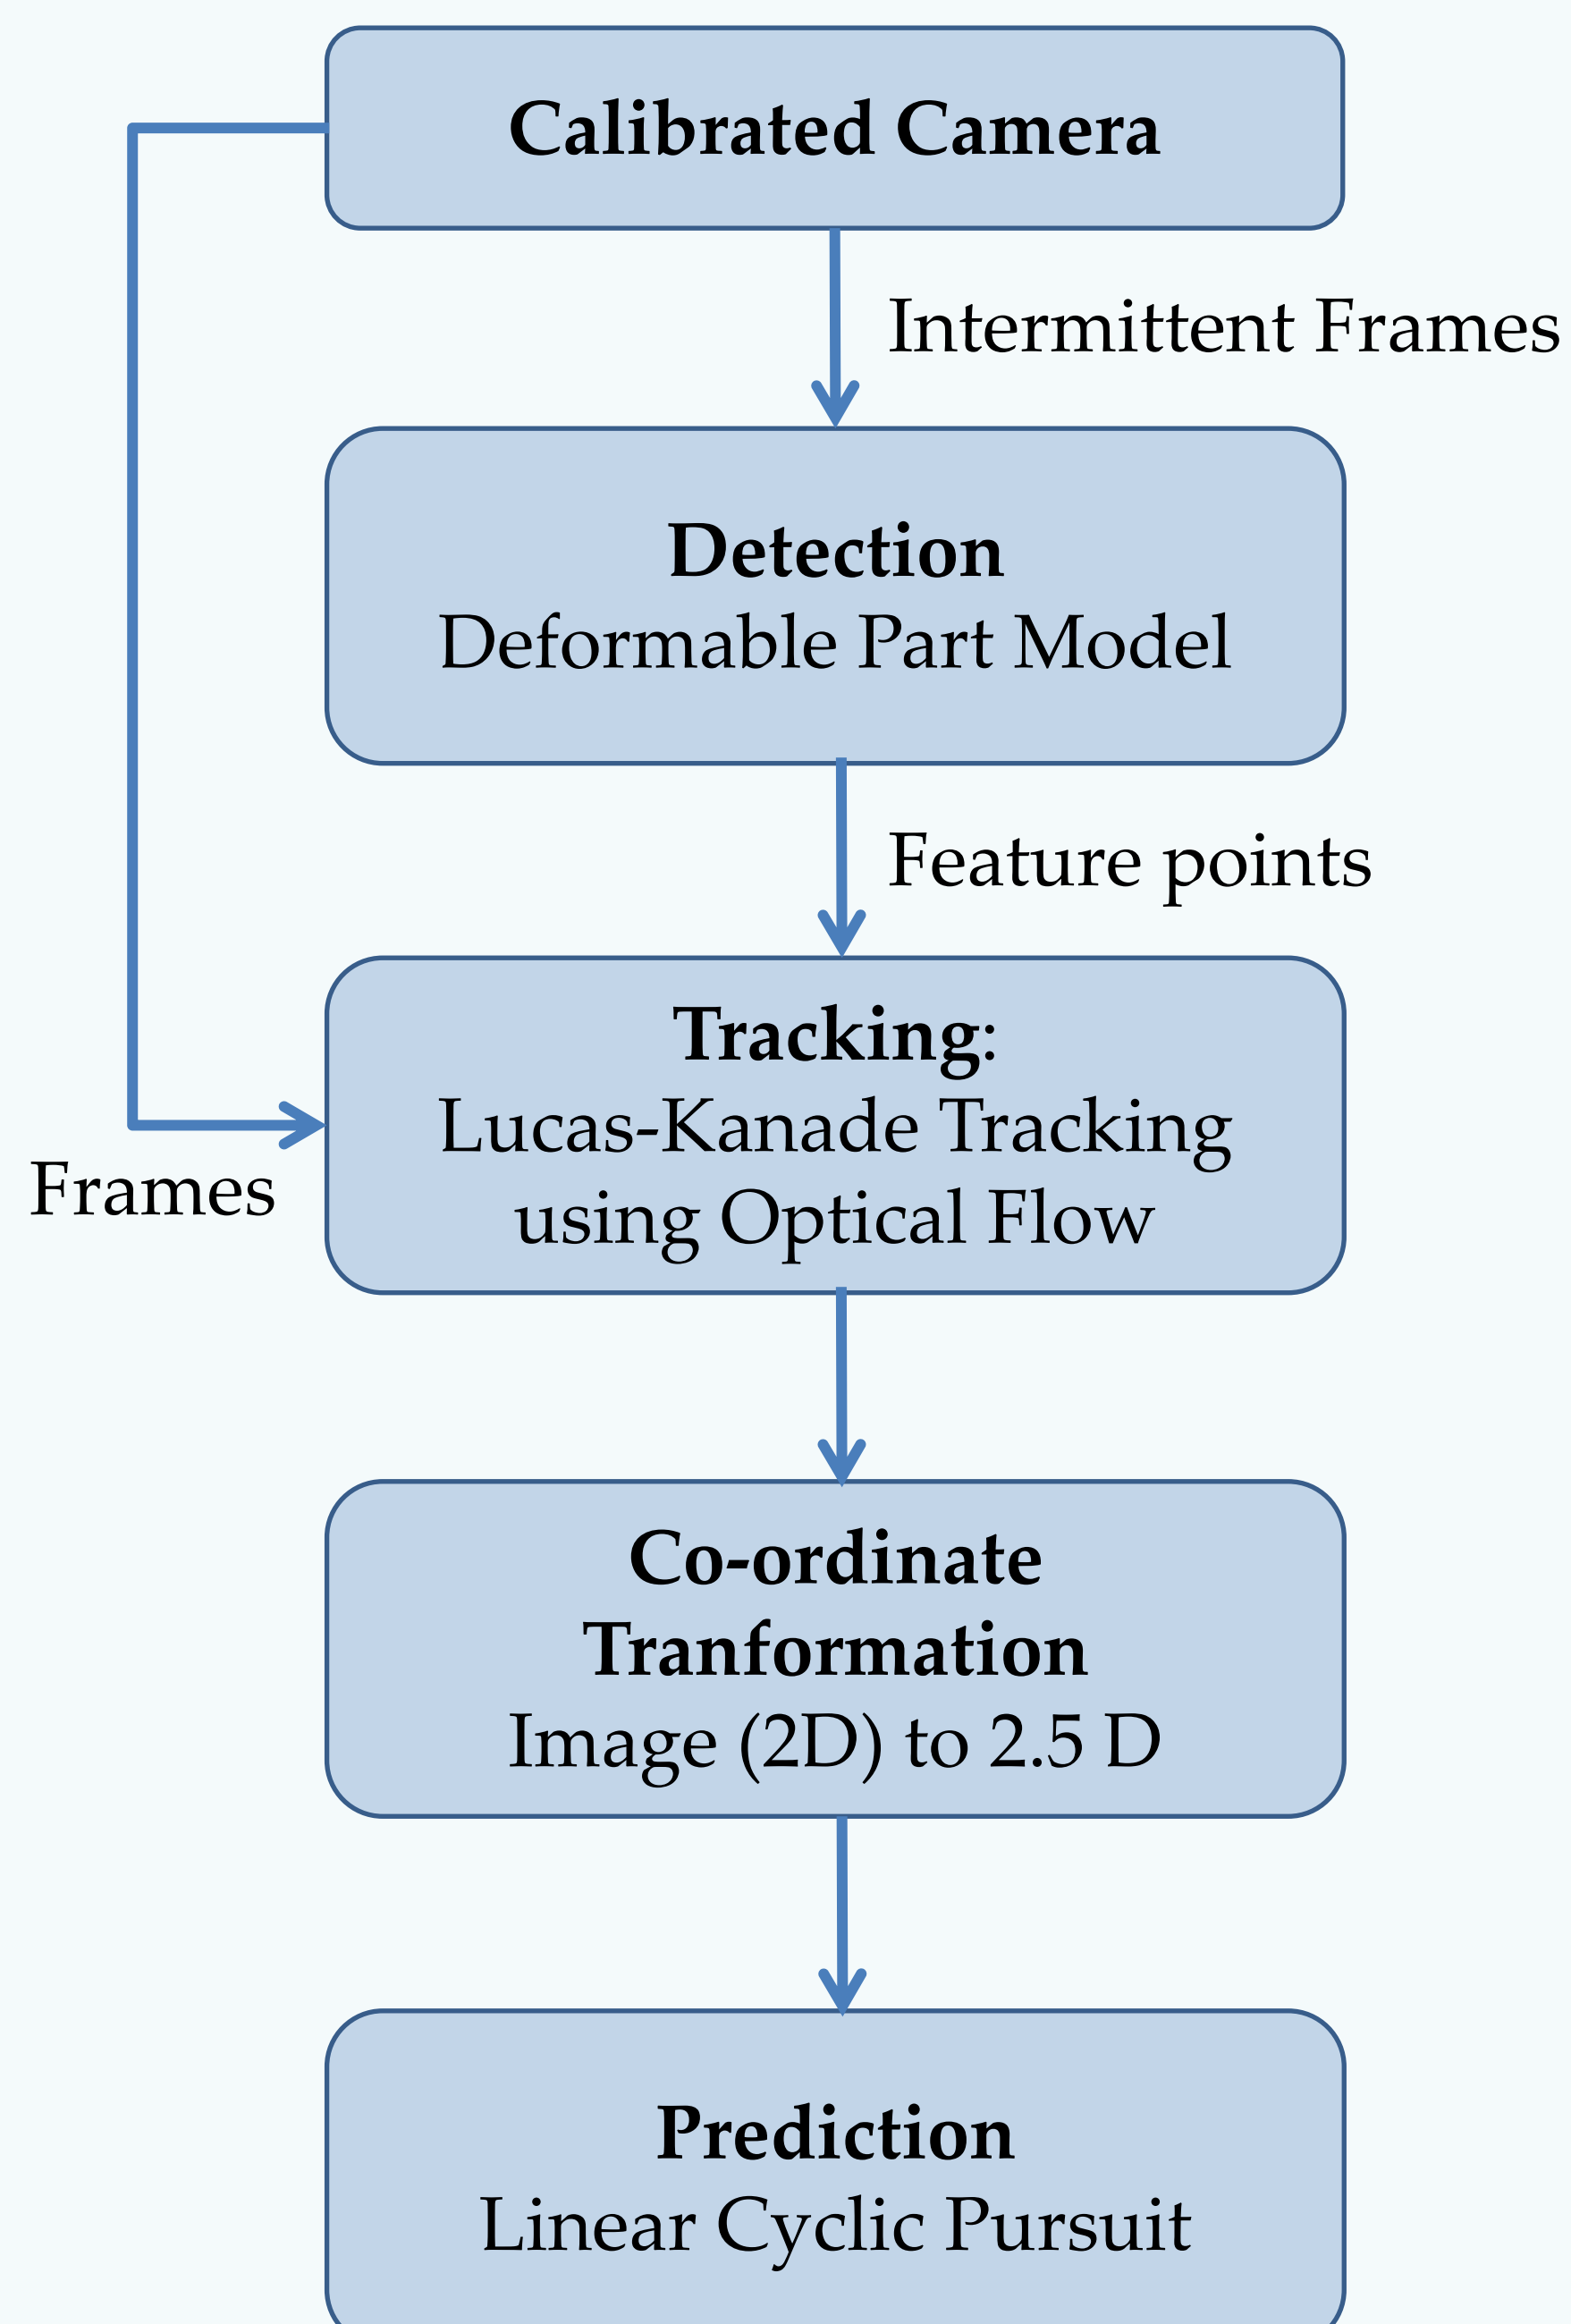 Calibrated Camera
Intermittent Frames
Detection
Deformable Part Model
Feature points
Tracking:
Lucas-Kanade Tracking
using Optical Flow
Frames
Co-ordinate
Tranformation
Image (2D) to 2.5 D
Prediction
Linear Cyclic Pursuit